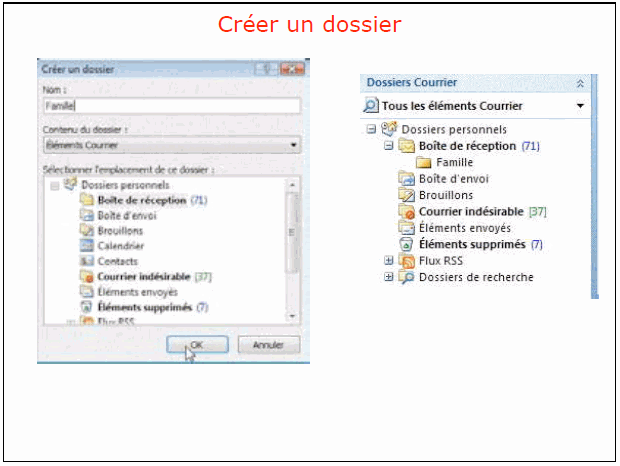 Créer un dossier
Créer un dossier
Nom :
Famille
Contenu du dossier :
Éléments Courrier
Sélectionner l'emplacement de ce dossier :
Dossiers personnels
Boîte de réception (71)
Boîte d'envoi
Brouillons
Calendrier
Contacts
Courrier indésirable [37]
Éléments envoyés
Éléments supprimés (7)
Flux RSS
OK
Annuler
Dossiers Courrier
Tous les éléments Courrier
Dossiers personnels
Boîte de réception (71)
Famille
Boîte d'envoi
Brouillons
Courrier indésirable [37]
Éléments envoyés
Éléments supprimés (7)
Flux RSS
Dossiers de recherche